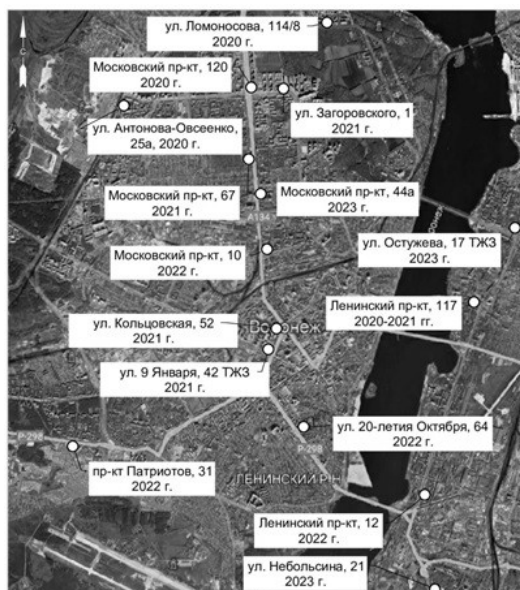 ул. Ломоносова, 114/8
2020 г.
Московский пр-кт, 120
2020 г.
ул. Загоровского, 1
2021 г.
ул. Антонова-Овсеенко,
25а, 2020 г.
Московский пр-кт, 67
2021 г.
Московский пр-кт, 44а
2023 г.
А134
ул. Остужева, 17 ТЖЗ
2023 г.
Московский пр-кт, 10
2022 г.
Ленинский пр-кт, 117
2020-2021 гг.
ул. Кольцовская, 52
2021 г.
Воронеж
ул. 9 Января, 42 ТЖЗ
2021 г.
ул. 20-летия Октября, 64
2022 г.
пр-кт Патриотов, 31
2022 г.
ЛЕНИНСКИЙ Р-Н
Ленинский пр-кт, 12
2022 г.
ул. Небольсина, 21
2023 г.